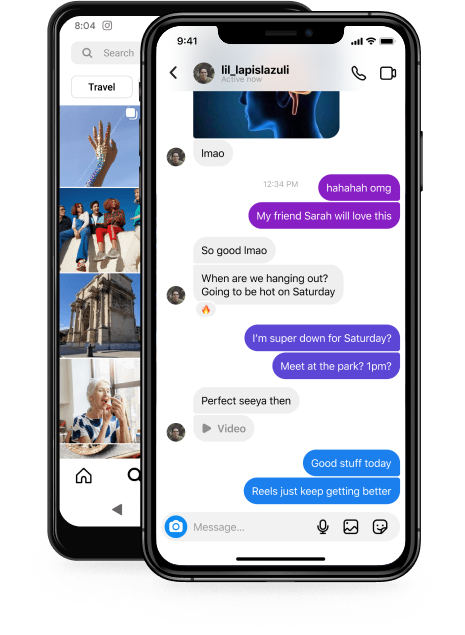 8:04
Search
Travel
9:41
lil_lapislazuli
Active now
lmao
12:34 PM
hahahah omg
My friend Sarah will love this
So good lmao
When are we hanging out?
Going to be hot on Saturday
I'm super down for Saturday?
Meet at the park? 1pm?
Perfect seeya then
Video
Good stuff today
Reels just keep getting better
Message...